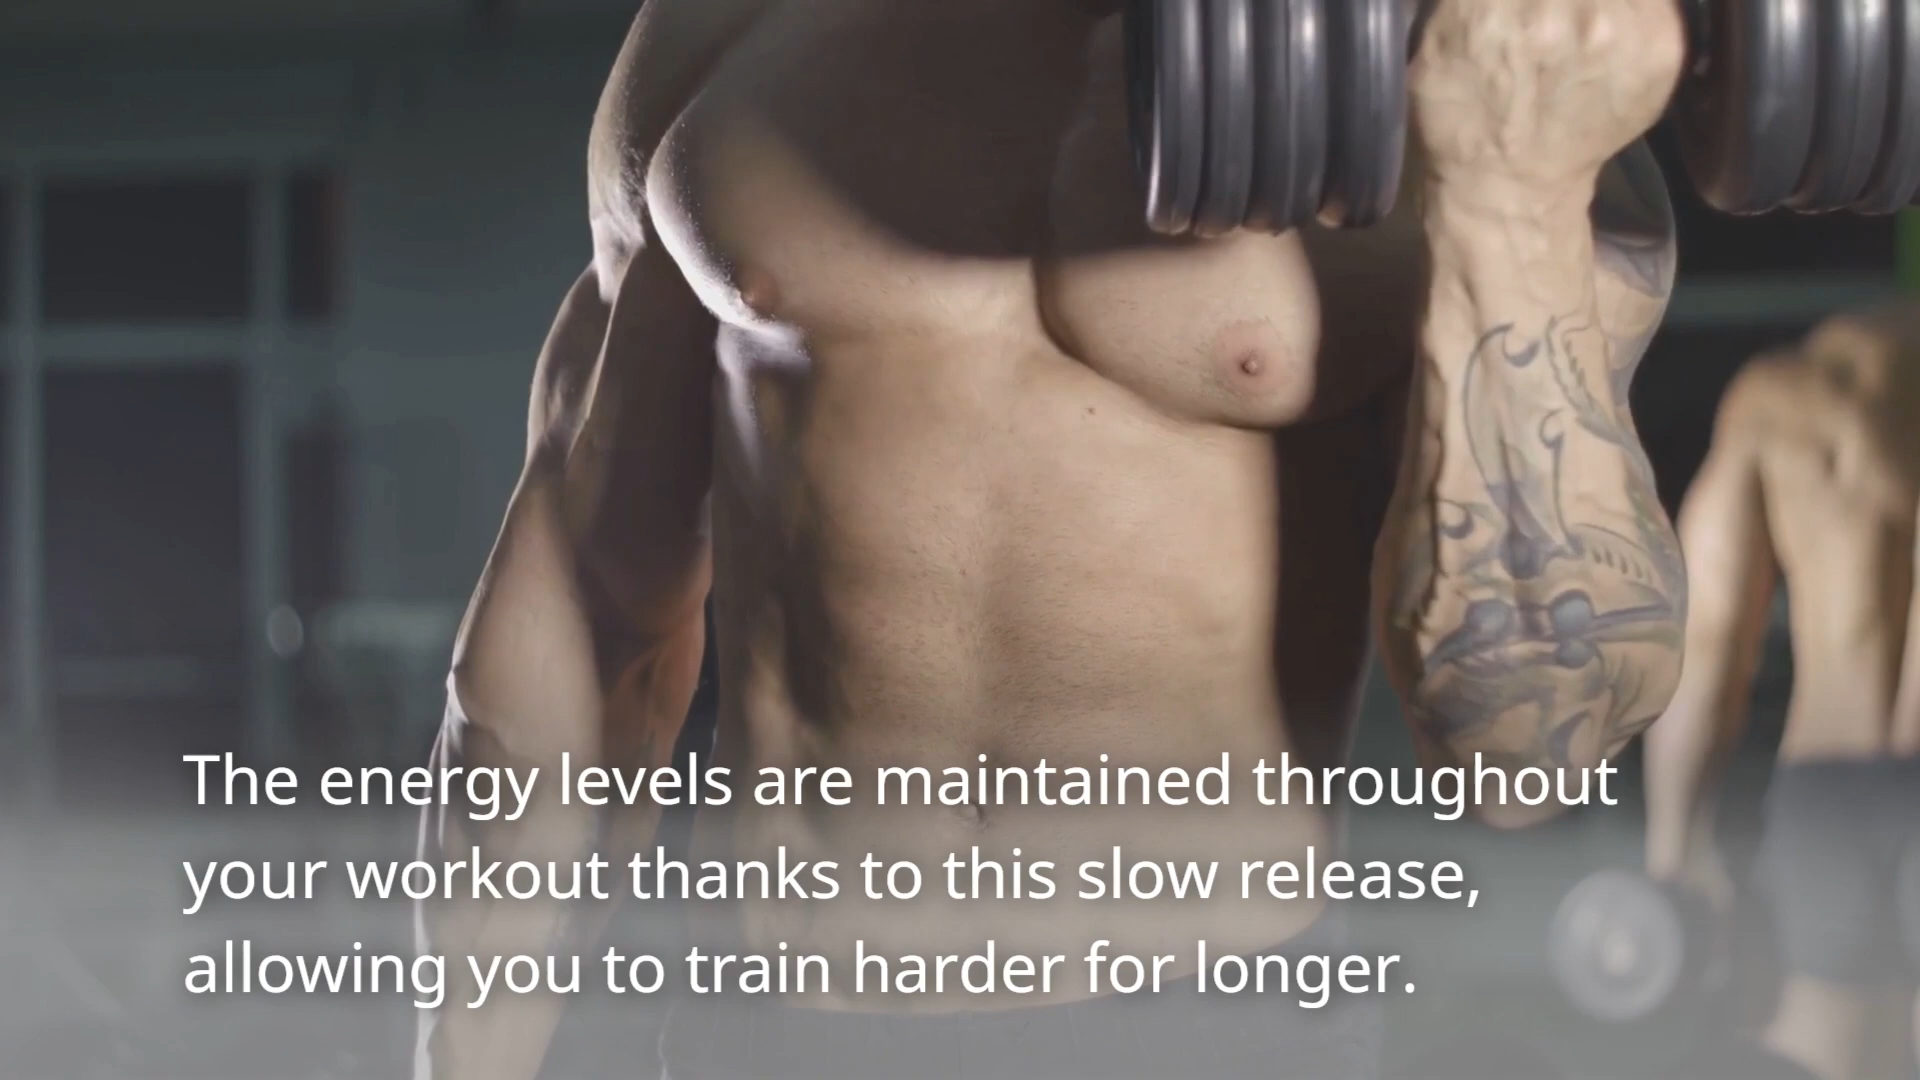 The energy levels are maintained throughout
your workout thanks to this slow release,
allowing you to train harder for longer.